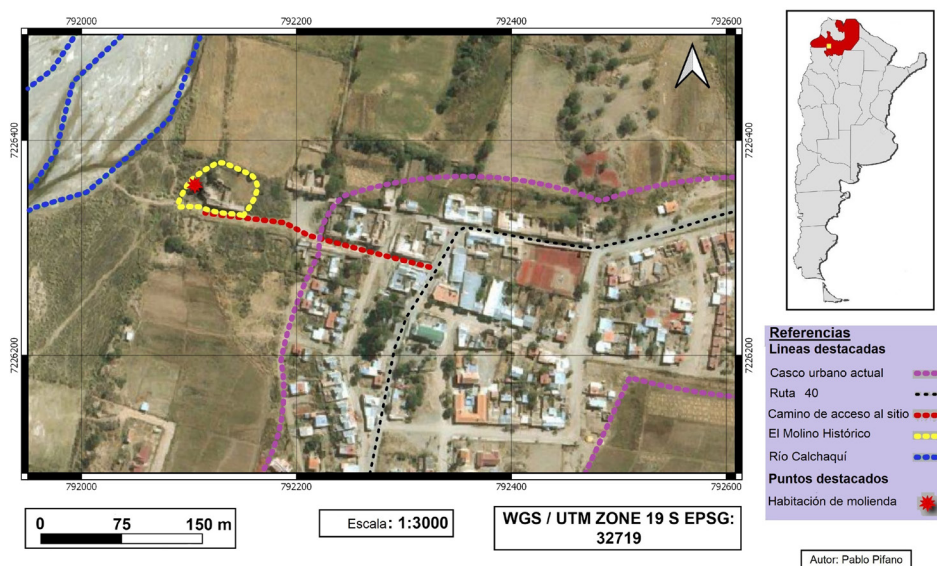 792000 792200 792400 792600
7226400 7226400
7226200 7226200
792000 792200 792400 792600
0 75 150 m
Escala: 1:3000
WGS / UTM ZONE 19 S EPSG:
32719
Referencias
Lineas destacadas
Casco urbano actual
Ruta 40
Camino de acceso al sitio
El Molino Histórico
Río Calchaquí
Puntos destacados
Habitación de molienda
Autor: Pablo Pifano